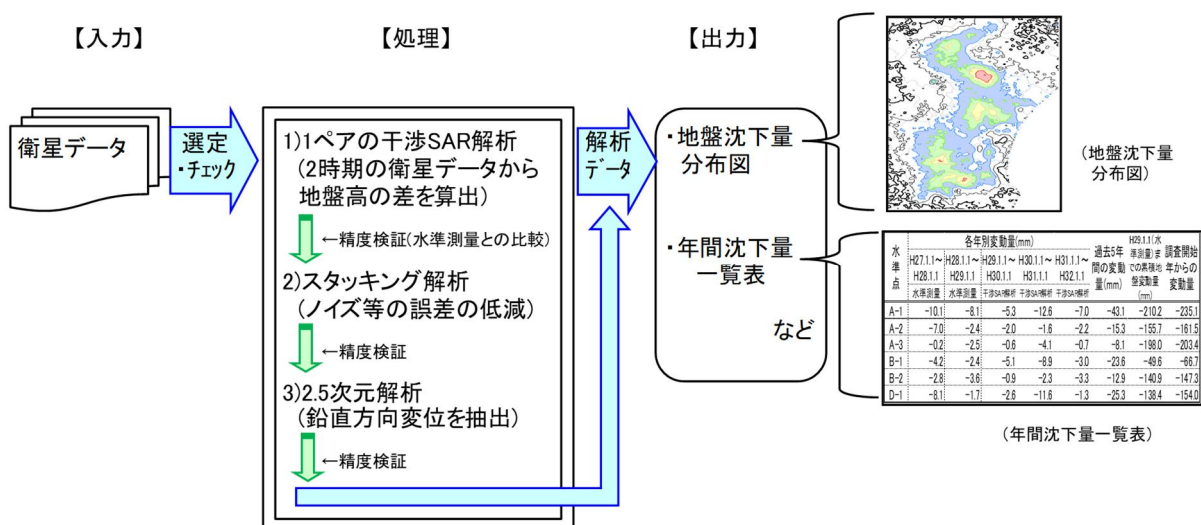 【入力】
【処理】
【出力】
衛星データ
選定
・チェック
1)1ペアの干渉SAR解析
(2時期の衛星データから
地盤高の差を算出)
←精度検証(水準測量との比較)
2)スタッキング解析
(ノイズ等の誤差の低減)
←精度検証
3)2.5次元解析
(鉛直方向変位を抽出)
←精度検証
解析
データ
・地盤沈下量
分布図
・年間沈下量
一覧表
など
(地盤沈下量
分布図)
水準点 各年別変動量(mm) 過去5年間の変動量(mm) H29.1.1(水準測量)までの累積地盤変動量(mm) 調査開始年からの変動量
H27.1.1~H28.1.1 H28.1.1~H29.1.1 H29.1.1~H30.1.1 H30.1.1~H31.1.1 H31.1.1~H32.1.1
水準測量 水準測量 干渉SAR解析 干渉SAR解析 干渉SAR解析
A-1 -10.1 -8.1 -5.3 -12.6 -7.0 -43.1 -210.2 -235.1
A-2 -7.0 -2.4 -2.0 -1.6 -2.2 -15.3 -155.7 -161.5
A-3 -0.2 -2.5 -0.6 -4.1 -0.7 -8.1 -198.0 -203.4
B-1 -4.2 -2.4 -5.1 -8.9 -3.0 -23.6 -49.6 -66.7
B-2 -2.8 -3.6 -0.9 -2.3 -3.3 -12.9 -140.9 -147.3
D-1 -8.1 -1.7 -2.6 -11.6 -1.3 -25.3 -138.4 -154.0
(年間沈下量一覧表)